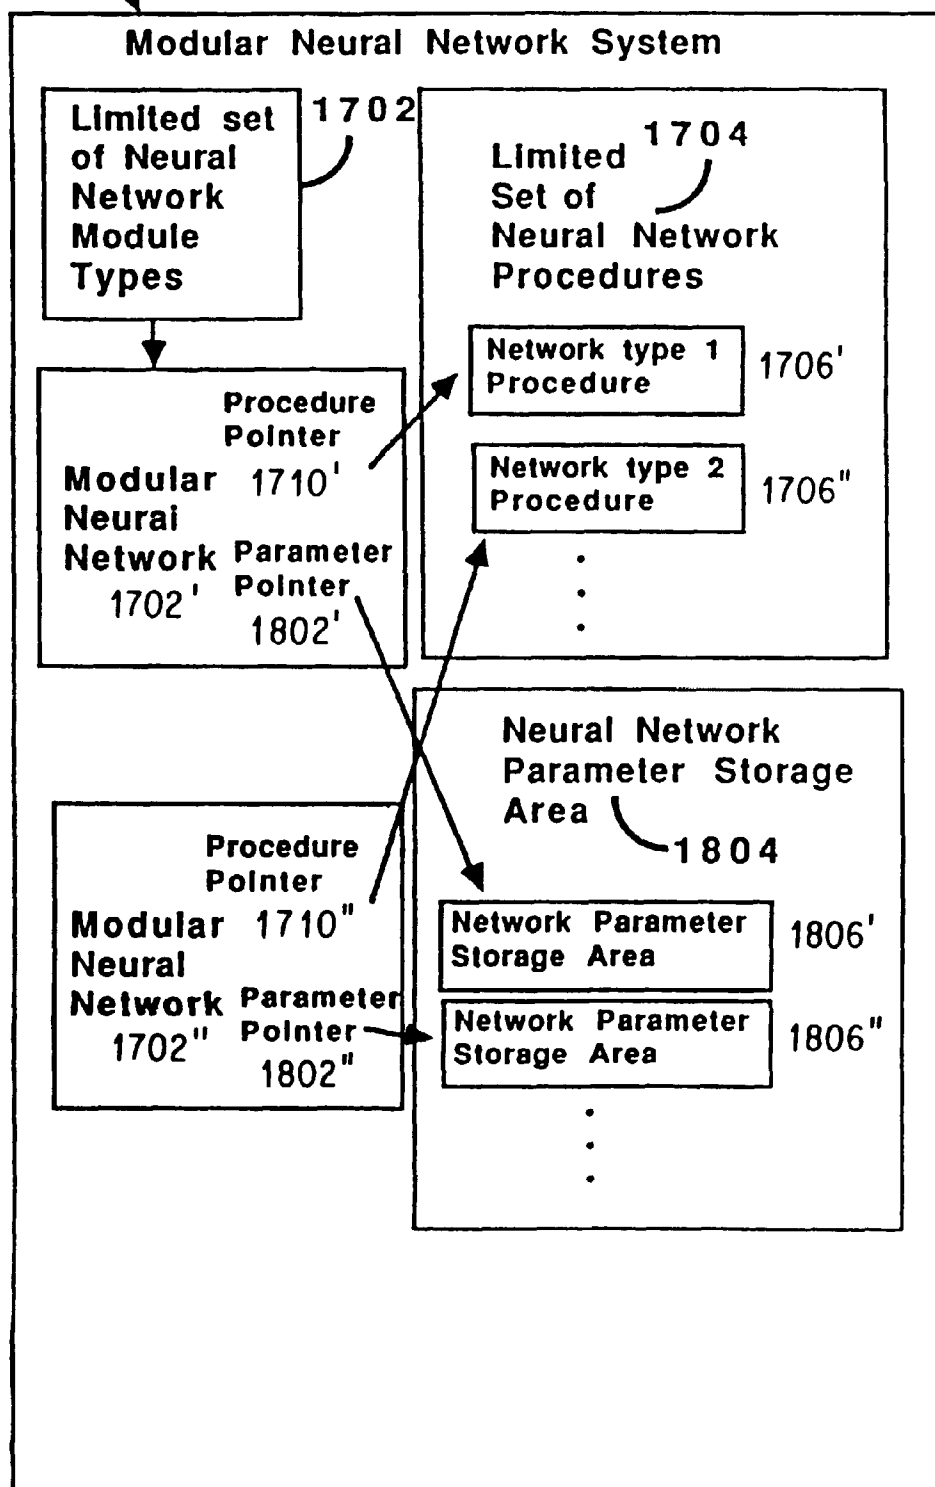 Modular Neural Network System
Limited set
of Neural
Network
Module
Types
1702
1704
Limited
Set of
Neural Network
Procedures
Network type 1
Procedure
1706'
Network type 2
Procedure
1706"
Procedure
Pointer
1710'
Modular
Neural
Network
1702'
Parameter
Pointer
1802'
Neural Network
Parameter Storage
Area
1804
Procedure
Pointer
1710"
Modular
Neural
Network
1702"
Parameter
Pointer
1802"
Network Parameter
Storage Area
1806'
Network Parameter
Storage Area
1806"